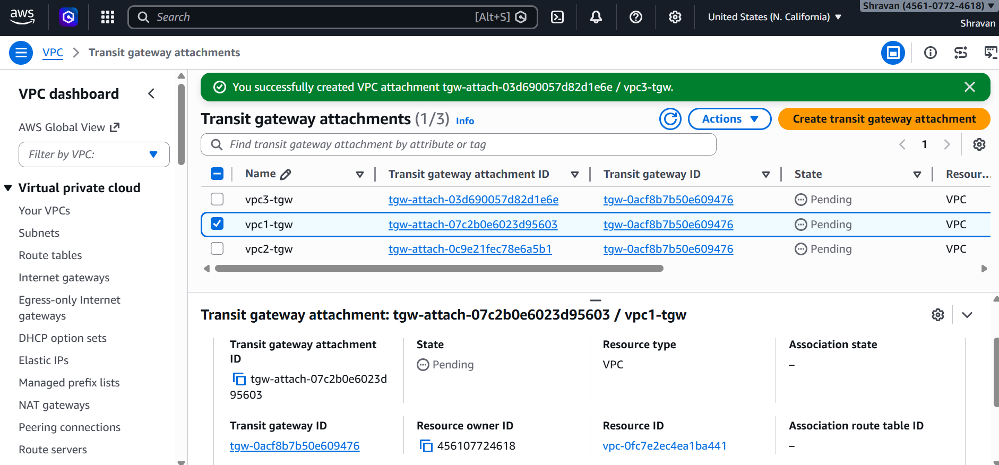 aws
Search
[Alt+S]
United States (N. California)
Shravan (4561-0772-4618)
Shravan
VPC
Transit gateway attachments
VPC dashboard
AWS Global View
Filter by VPC:
Virtual private cloud
Your VPCs
Subnets
Route tables
Internet gateways
Egress-only Internet
gateways
DHCP option sets
Elastic IPs
Managed prefix lists
NAT gateways
Peering connections
Route servers
You successfully created VPC attachment tgw-attach-03d690057d82d1e6e / vpc3-tgw.
Transit gateway attachments (1/3) Info
Actions
Create transit gateway attachment
Find transit gateway attachment by attribute or tag
1
Name Transit gateway attachment ID Transit gateway ID State Resour...
vpc3-tgw tgw-attach-03d690057d82d1e6e tgw-0acf8b7b50e609476 Pending VPC
vpc1-tgw tgw-attach-07c2b0e6023d95603 tgw-0acf8b7b50e609476 Pending VPC
vpc2-tgw tgw-attach-0c9e21fec78e6a5b1 tgw-0acf8b7b50e609476 Pending VPC
Transit gateway attachment: tgw-attach-07c2b0e6023d95603 / vpc1-tgw
Transit gateway attachment
ID
tgw-attach-07c2b0e6023d
95603
State
Pending
Resource type
VPC
Association state
–
Transit gateway ID
tgw-0acf8b7b50e609476
Resource owner ID
456107724618
Resource ID
vpc-0fc7e2ec4ea1ba441
Association route table ID
–